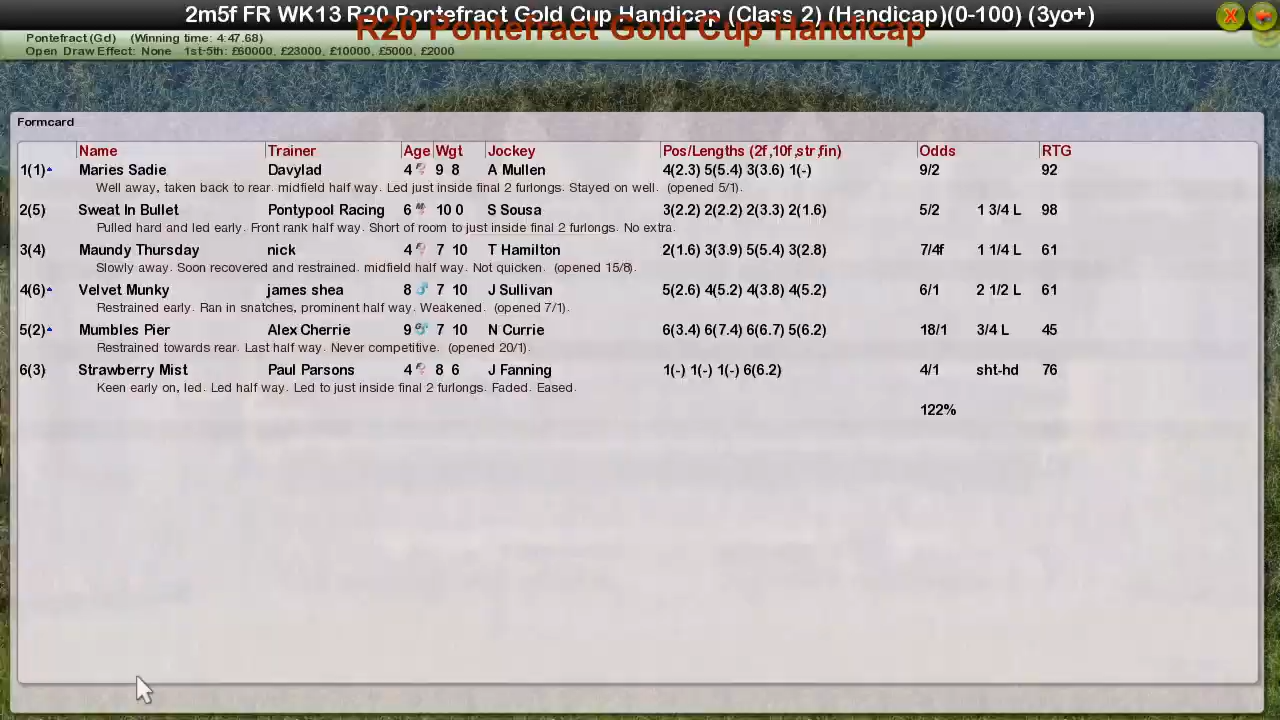 2m5f FR WK13 R20 Pontefract Gold Cup Handicap (Class 2) (Handicap)(0-100) (3yo+)
R20 Pontefract Gold Cup Handicap
Pontefract (Gd) (Winning time: 4:47.68)
Open Draw Effect: None 1st-5th: £60000, £23000, £10000, £5000, £2000
Formcard
Name Trainer Age Wgt Jockey Pos/Lengths (2f,10f,str,fin) Odds RTG
1(1) Maries Sadie Davylad 4 9 8 A Mullen 4(2.3) 5(5.4) 3(3.6) 1(-) 9/2 92
Well away, taken back to rear. midfield half way. Led just inside final 2 furlongs. Stayed on well. (opened 5/1).
2(5) Sweat In Bullet Pontypool Racing 6 10 0 S Sousa 3(2.2) 2(2.2) 2(3.3) 2(1.6) 5/2 1 3/4 L 98
Pulled hard and led early. Front rank half way. Short of room to just inside final 2 furlongs. No extra.
3(4) Maundy Thursday nick 4 7 10 T Hamilton 2(1.6) 3(3.9) 5(5.4) 3(2.8) 7/4f 1 1/4 L 61
Slowly away. Soon recovered and restrained. midfield half way. Not quicken. (opened 15/8).
4(6) Velvet Munky james shea 8 7 10 J Sullivan 5(2.6) 4(5.2) 4(3.8) 4(5.2) 6/1 2 1/2 L 61
Restrained early. Ran in snatches, prominent half way. Weakened. (opened 7/1).
5(2) Mumbles Pier Alex Cherrie 9 7 10 N Currie 6(3.4) 6(7.4) 6(6.7) 5(6.2) 18/1 3/4 L 45
Restrained towards rear. Last half way. Never competitive. (opened 20/1).
6(3) Strawberry Mist Paul Parsons 4 8 6 J Fanning 1(-) 1(-) 1(-) 6(6.2) 4/1 sht-hd 76
Keen early on, led. Led half way. Led to just inside final 2 furlongs. Faded. Eased.
122%